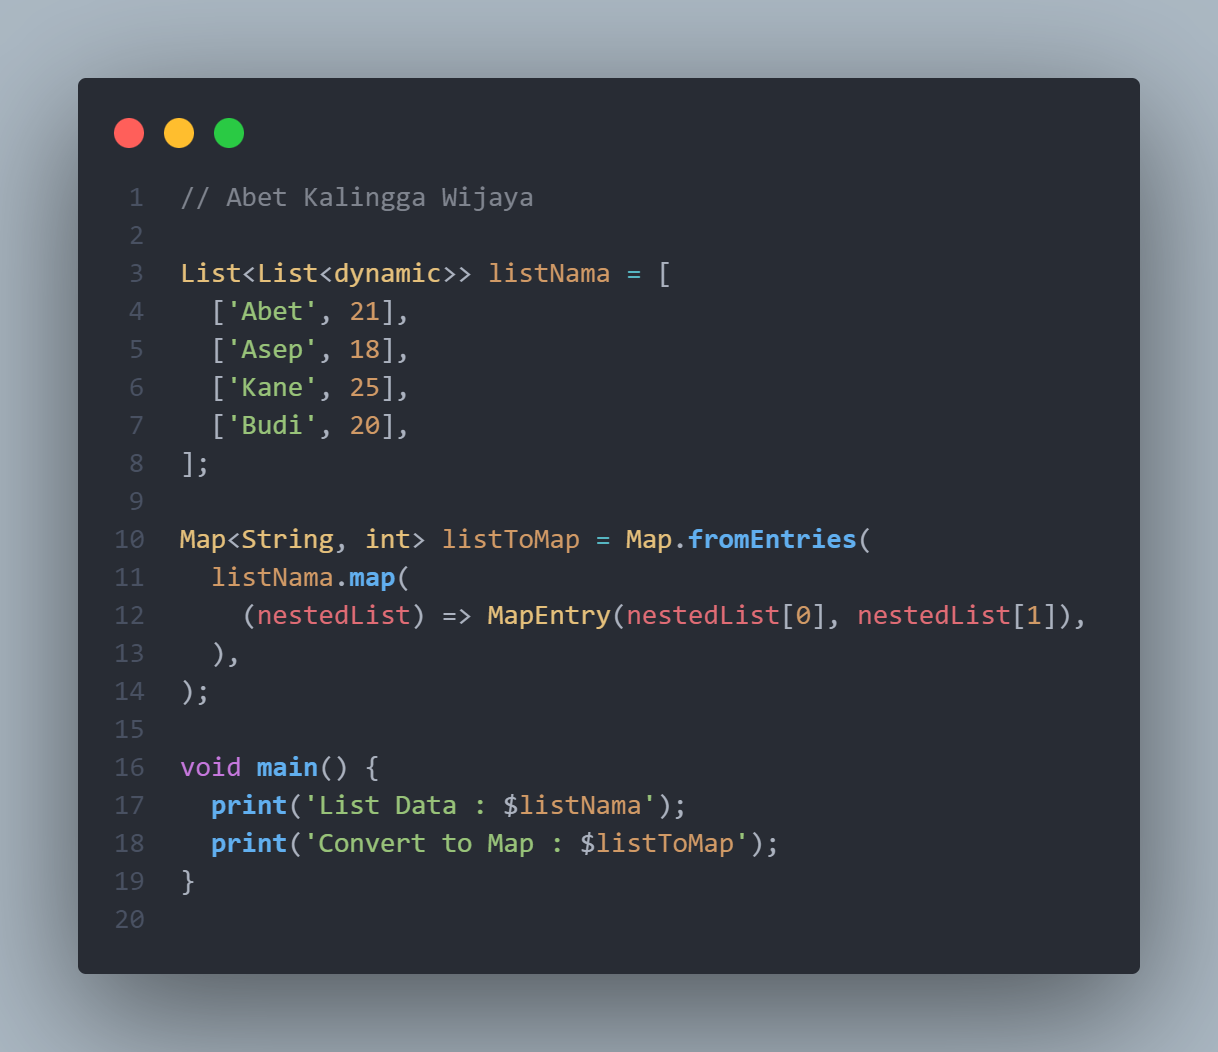 1 // Abet Kalingga Wijaya
2
3 List<List<dynamic>> listNama = [
4   ['Abet', 21],
5   ['Asep', 18],
6   ['Kane', 25],
7   ['Budi', 20],
8 ];
9
10 Map<String, int> listToMap = Map.fromEntries(
11   listNama.map(
12     (nestedList) => MapEntry(nestedList[0], nestedList[1]),
13   ),
14 );
15
16 void main() {
17   print('List Data : $listNama');
18   print('Convert to Map : $listToMap');
19 }
20